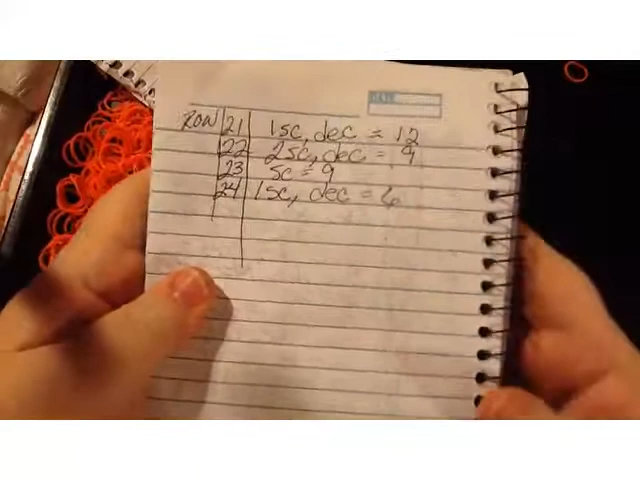 ROW 21 1sc, dec = 12
22 2sc, dec = 9
23 sc = 9
24 1sc, dec = 6